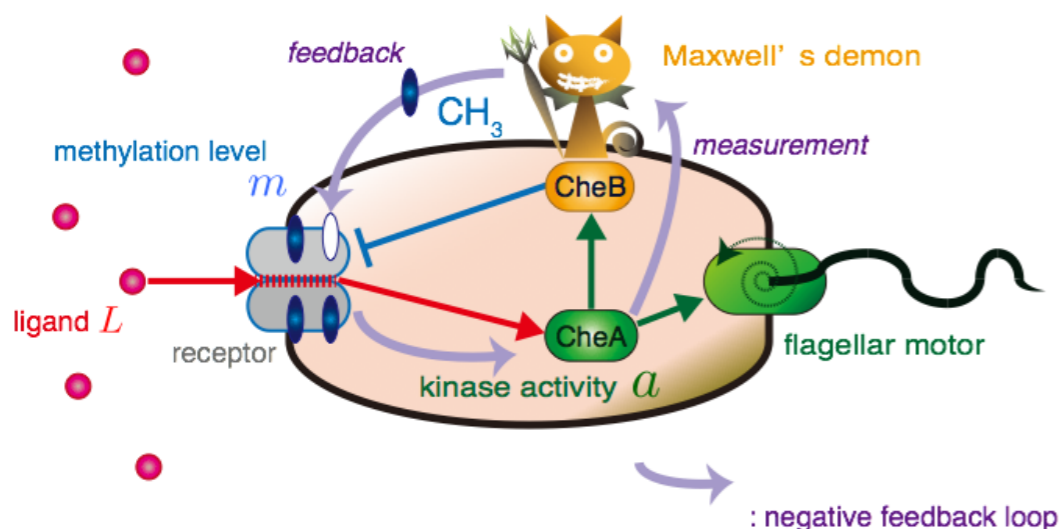 feedback
Maxwell’ s demon
CH3
methylation level
m
measurement
CheB
ligand L
receptor
CheA
flagellar motor
kinase activity a
: negative feedback loop